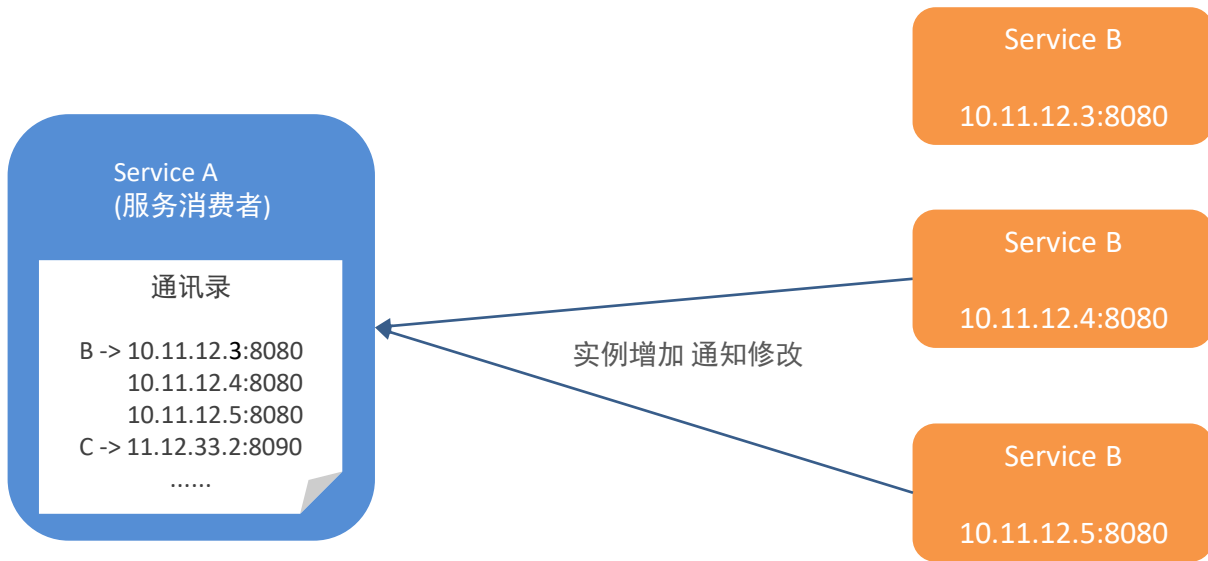 Service A
(服务消费者)
通讯录
B -> 10.11.12.3:8080
10.11.12.4:8080
10.11.12.5:8080
C -> 11.12.33.2:8090
......
实例增加 通知修改
Service B
10.11.12.3:8080
Service B
10.11.12.4:8080
Service B
10.11.12.5:8080